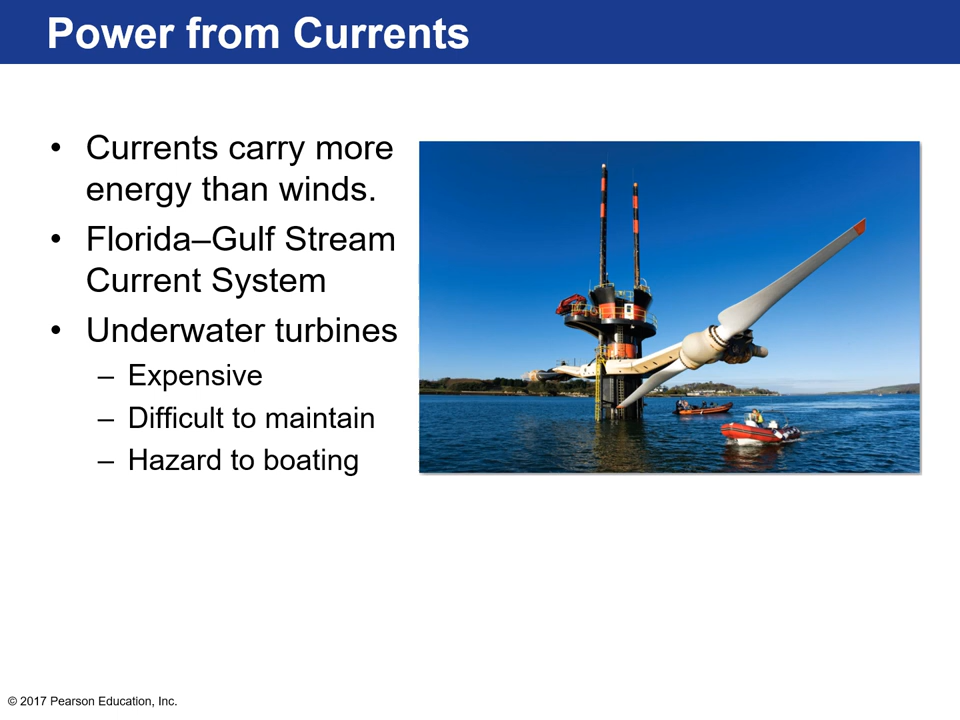 Power from Currents
• Currents carry more
energy than winds.
• Florida–Gulf Stream
Current System
• Underwater turbines
– Expensive
– Difficult to maintain
– Hazard to boating
© 2017 Pearson Education, Inc.